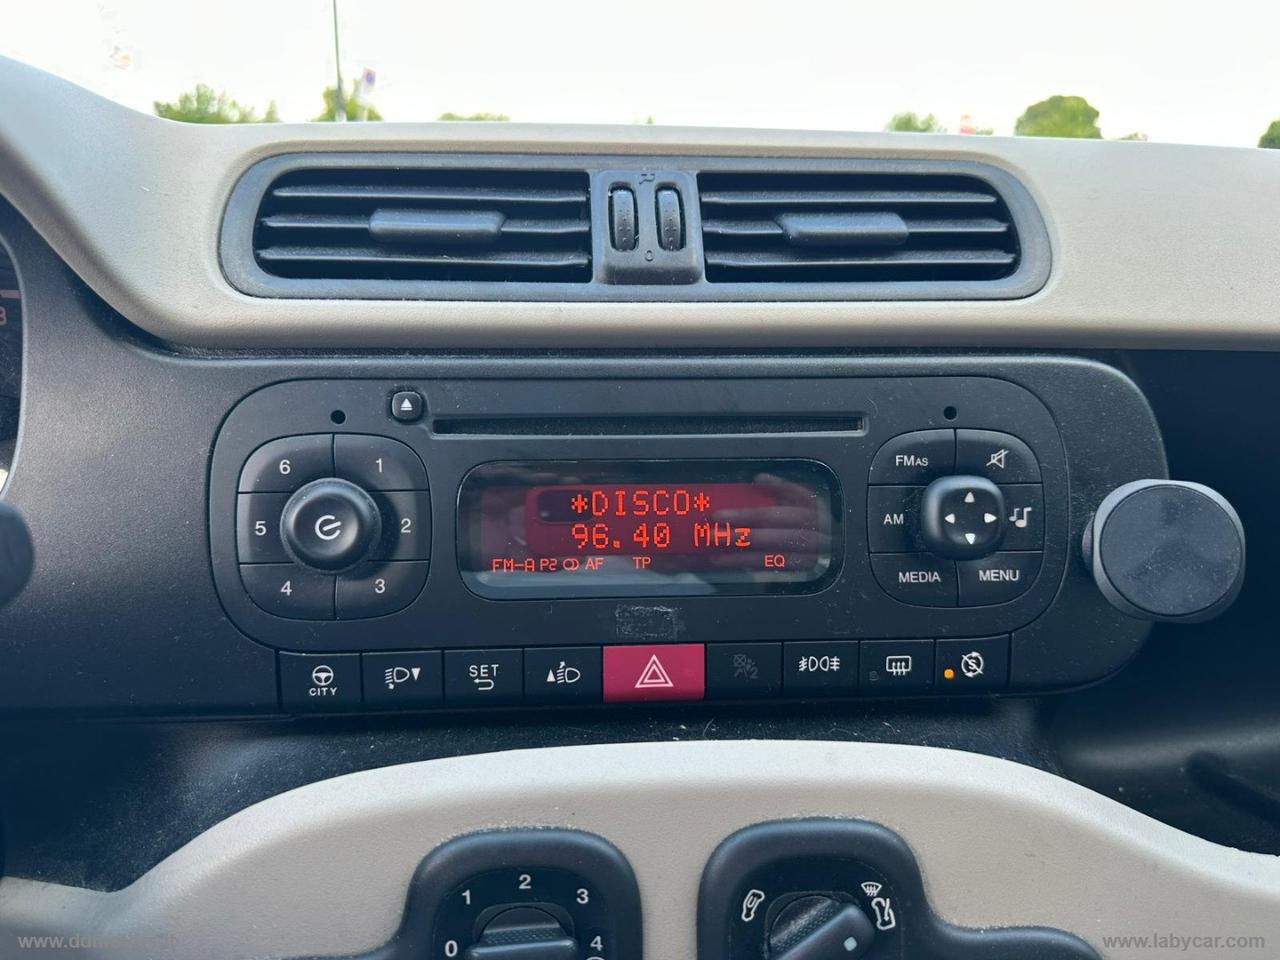 R
O
6 1
5 2
4 3
*DISCO*
96.40 MHz
FM-A P2 AF TP EQ
FMAS
AM
MEDIA MENU
CITY
SET
1 2 3
0 4
www.labycar.com